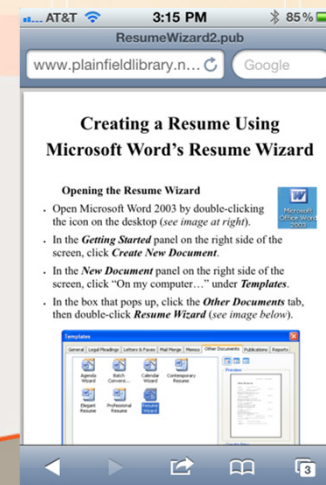 AT&T 3:15 PM 85%
ResumeWizard2.pub
www.plainfieldlibrary.n... Google
Creating a Resume Using
Microsoft Word's Resume Wizard
Opening the Resume Wizard
• Open Microsoft Word 2003 by double-clicking
the icon on the desktop (see image at right).
Microsoft
Office Word
2003
• In the Getting Started panel on the right side of the
screen, click Create New Document.
• In the New Document panel on the right side of the
screen, click “On my computer…” under Templates.
• In the box that pops up, click the Other Documents tab,
then double-click Resume Wizard (see image below).
Templates
General Legal Pleadings Letters & Faxes Mail Merge Memos Other Documents Publications Reports
Preview
Agenda
Wizard
Batch
Convers...
Calendar
Wizard
Contemporary
Resume
Elegant
Resume
Professional
Resume
Resume
Wizard
3